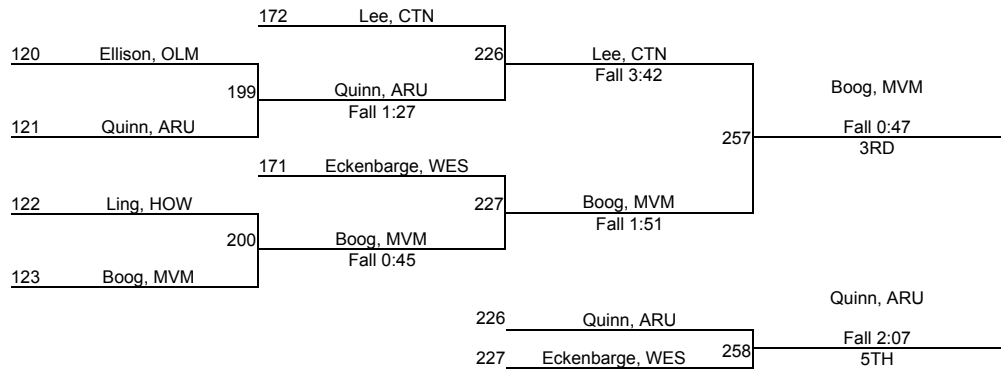 172 Lee, CTN
120 Ellison, OLM 226 Lee, CTN
Fall 3:42
199 Quinn, ARU Boog, MVM
Fall 1:27
121 Quinn, ARU 257 Fall 0:47
3RD
171 Eckenbarge, WES
122 Ling, HOW 227 Boog, MVM
Fall 1:51
200 Boog, MVM
Fall 0:45
123 Boog, MVM
Quinn, ARU
226 Quinn, ARU
Fall 2:07
227 Eckenbarge, WES 258 5TH